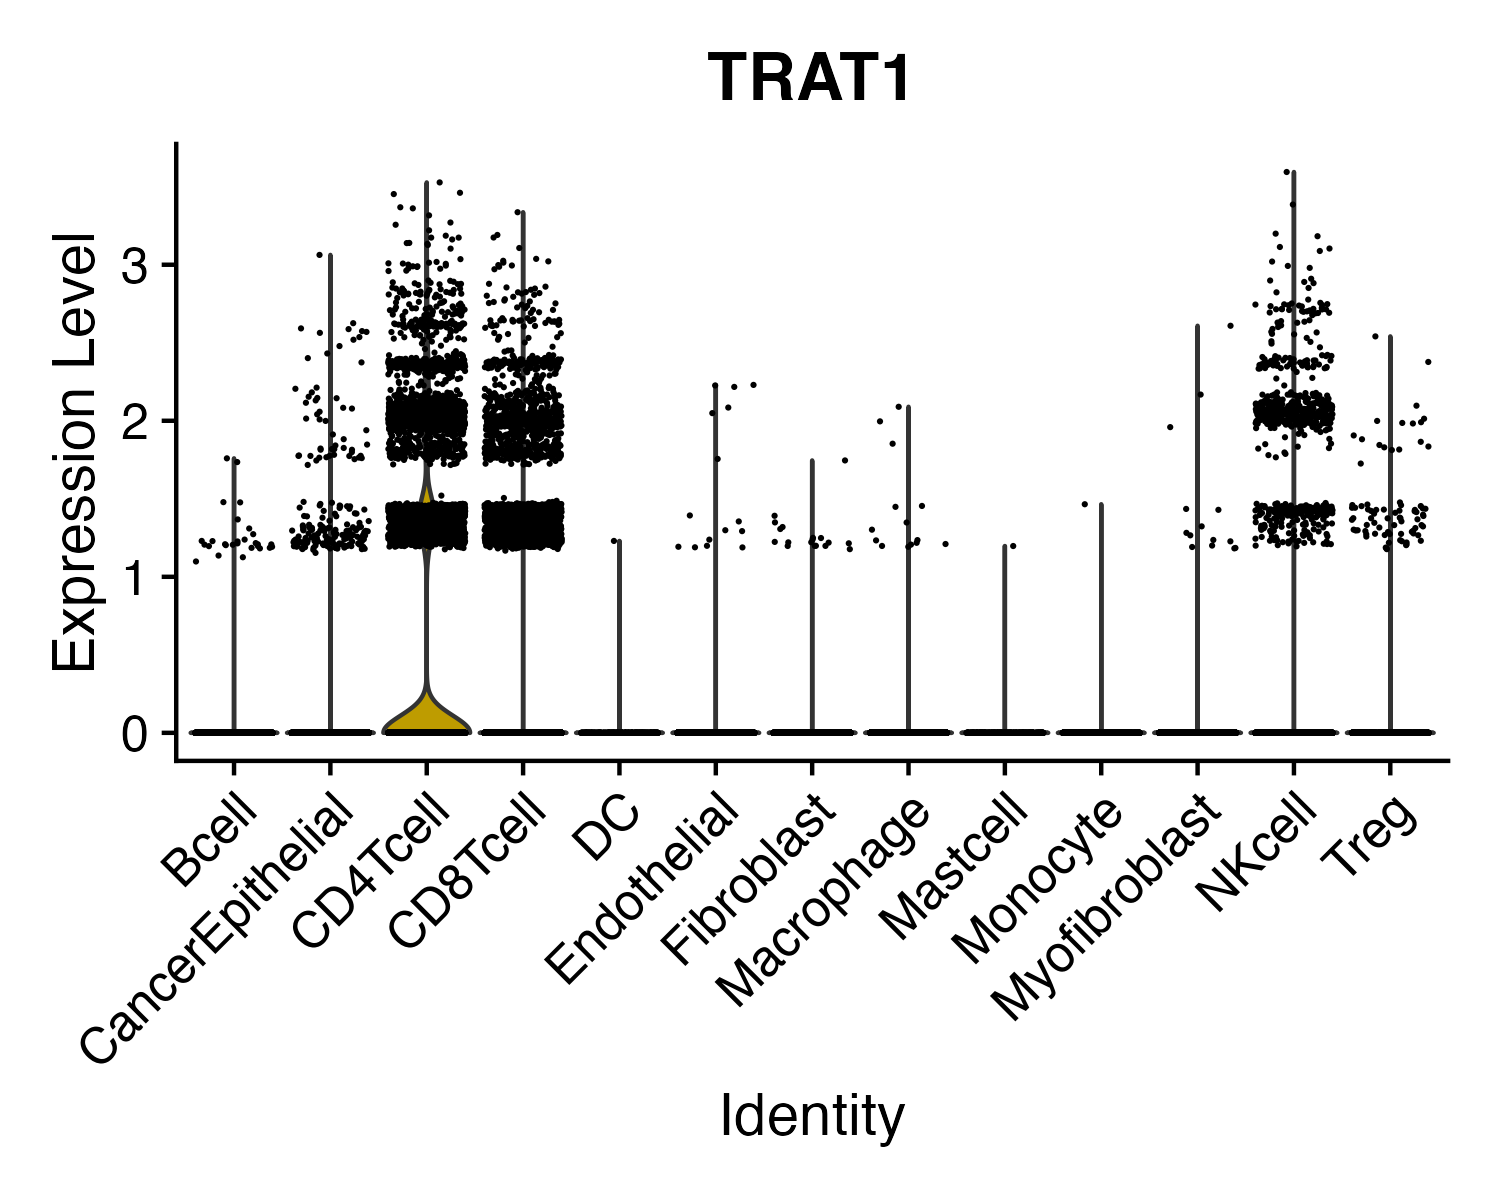 TRAT1
Expression Level
3
2
1
0
Bcell
CancerEpithelial
CD4Tcell
CD8Tcell
DC
Endothelial
Fibroblast
Macrophage
Mastcell
Monocyte
Myofibroblast
NKcell
Treg
Identity